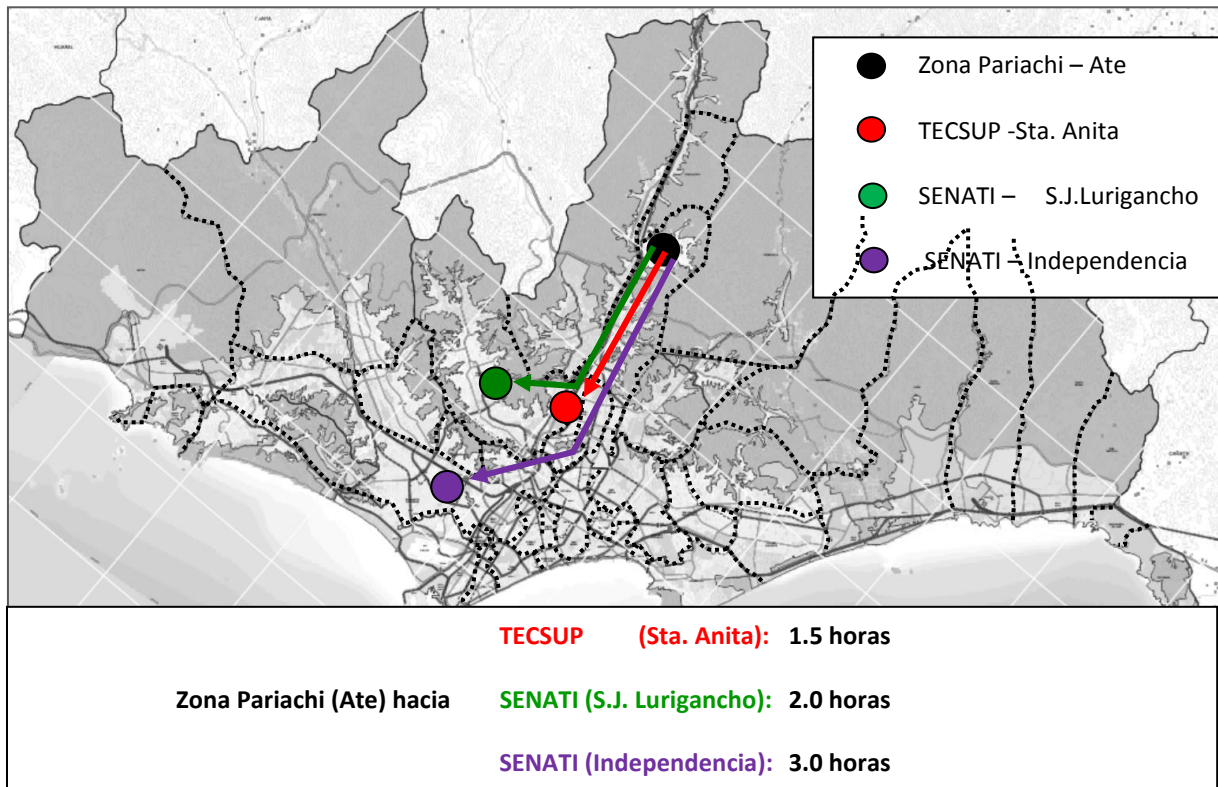 Zona Pariachi – Ate
TECSUP -Sta. Anita
SENATI – S.J.Lurigancho
SENATI – Independencia
TECSUP (Sta. Anita): 1.5 horas
Zona Pariachi (Ate) hacia SENATI (S.J. Lurigancho): 2.0 horas
SENATI (Independencia): 3.0 horas